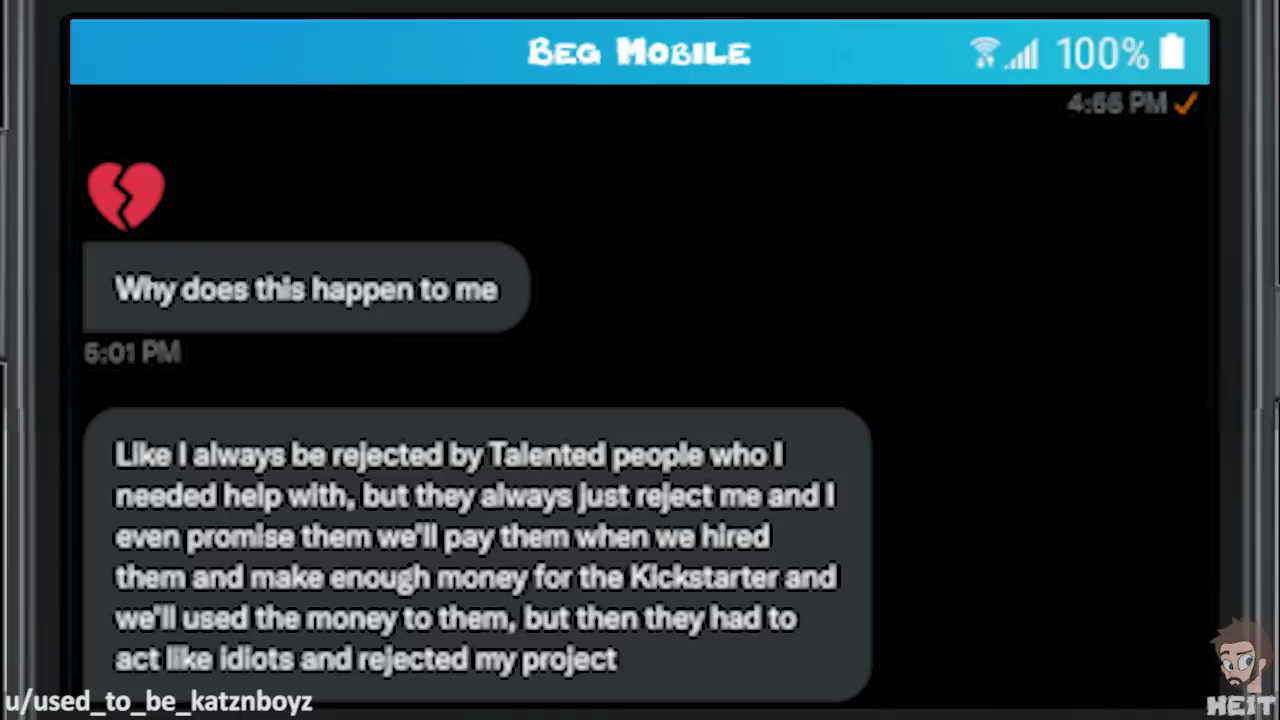 BEG MOBILE
100%
4:56 PM
Why does this happen to me
5:01 PM
Like I always be rejected by Talented people who I
needed help with, but they always just reject me and I
even promise them we'll pay them when we hired
them and make enough money for the Kickstarter and
we'll used the money to them, but then they had to
act like idiots and rejected my project
u/used_to_be_katznboyz
HEIT